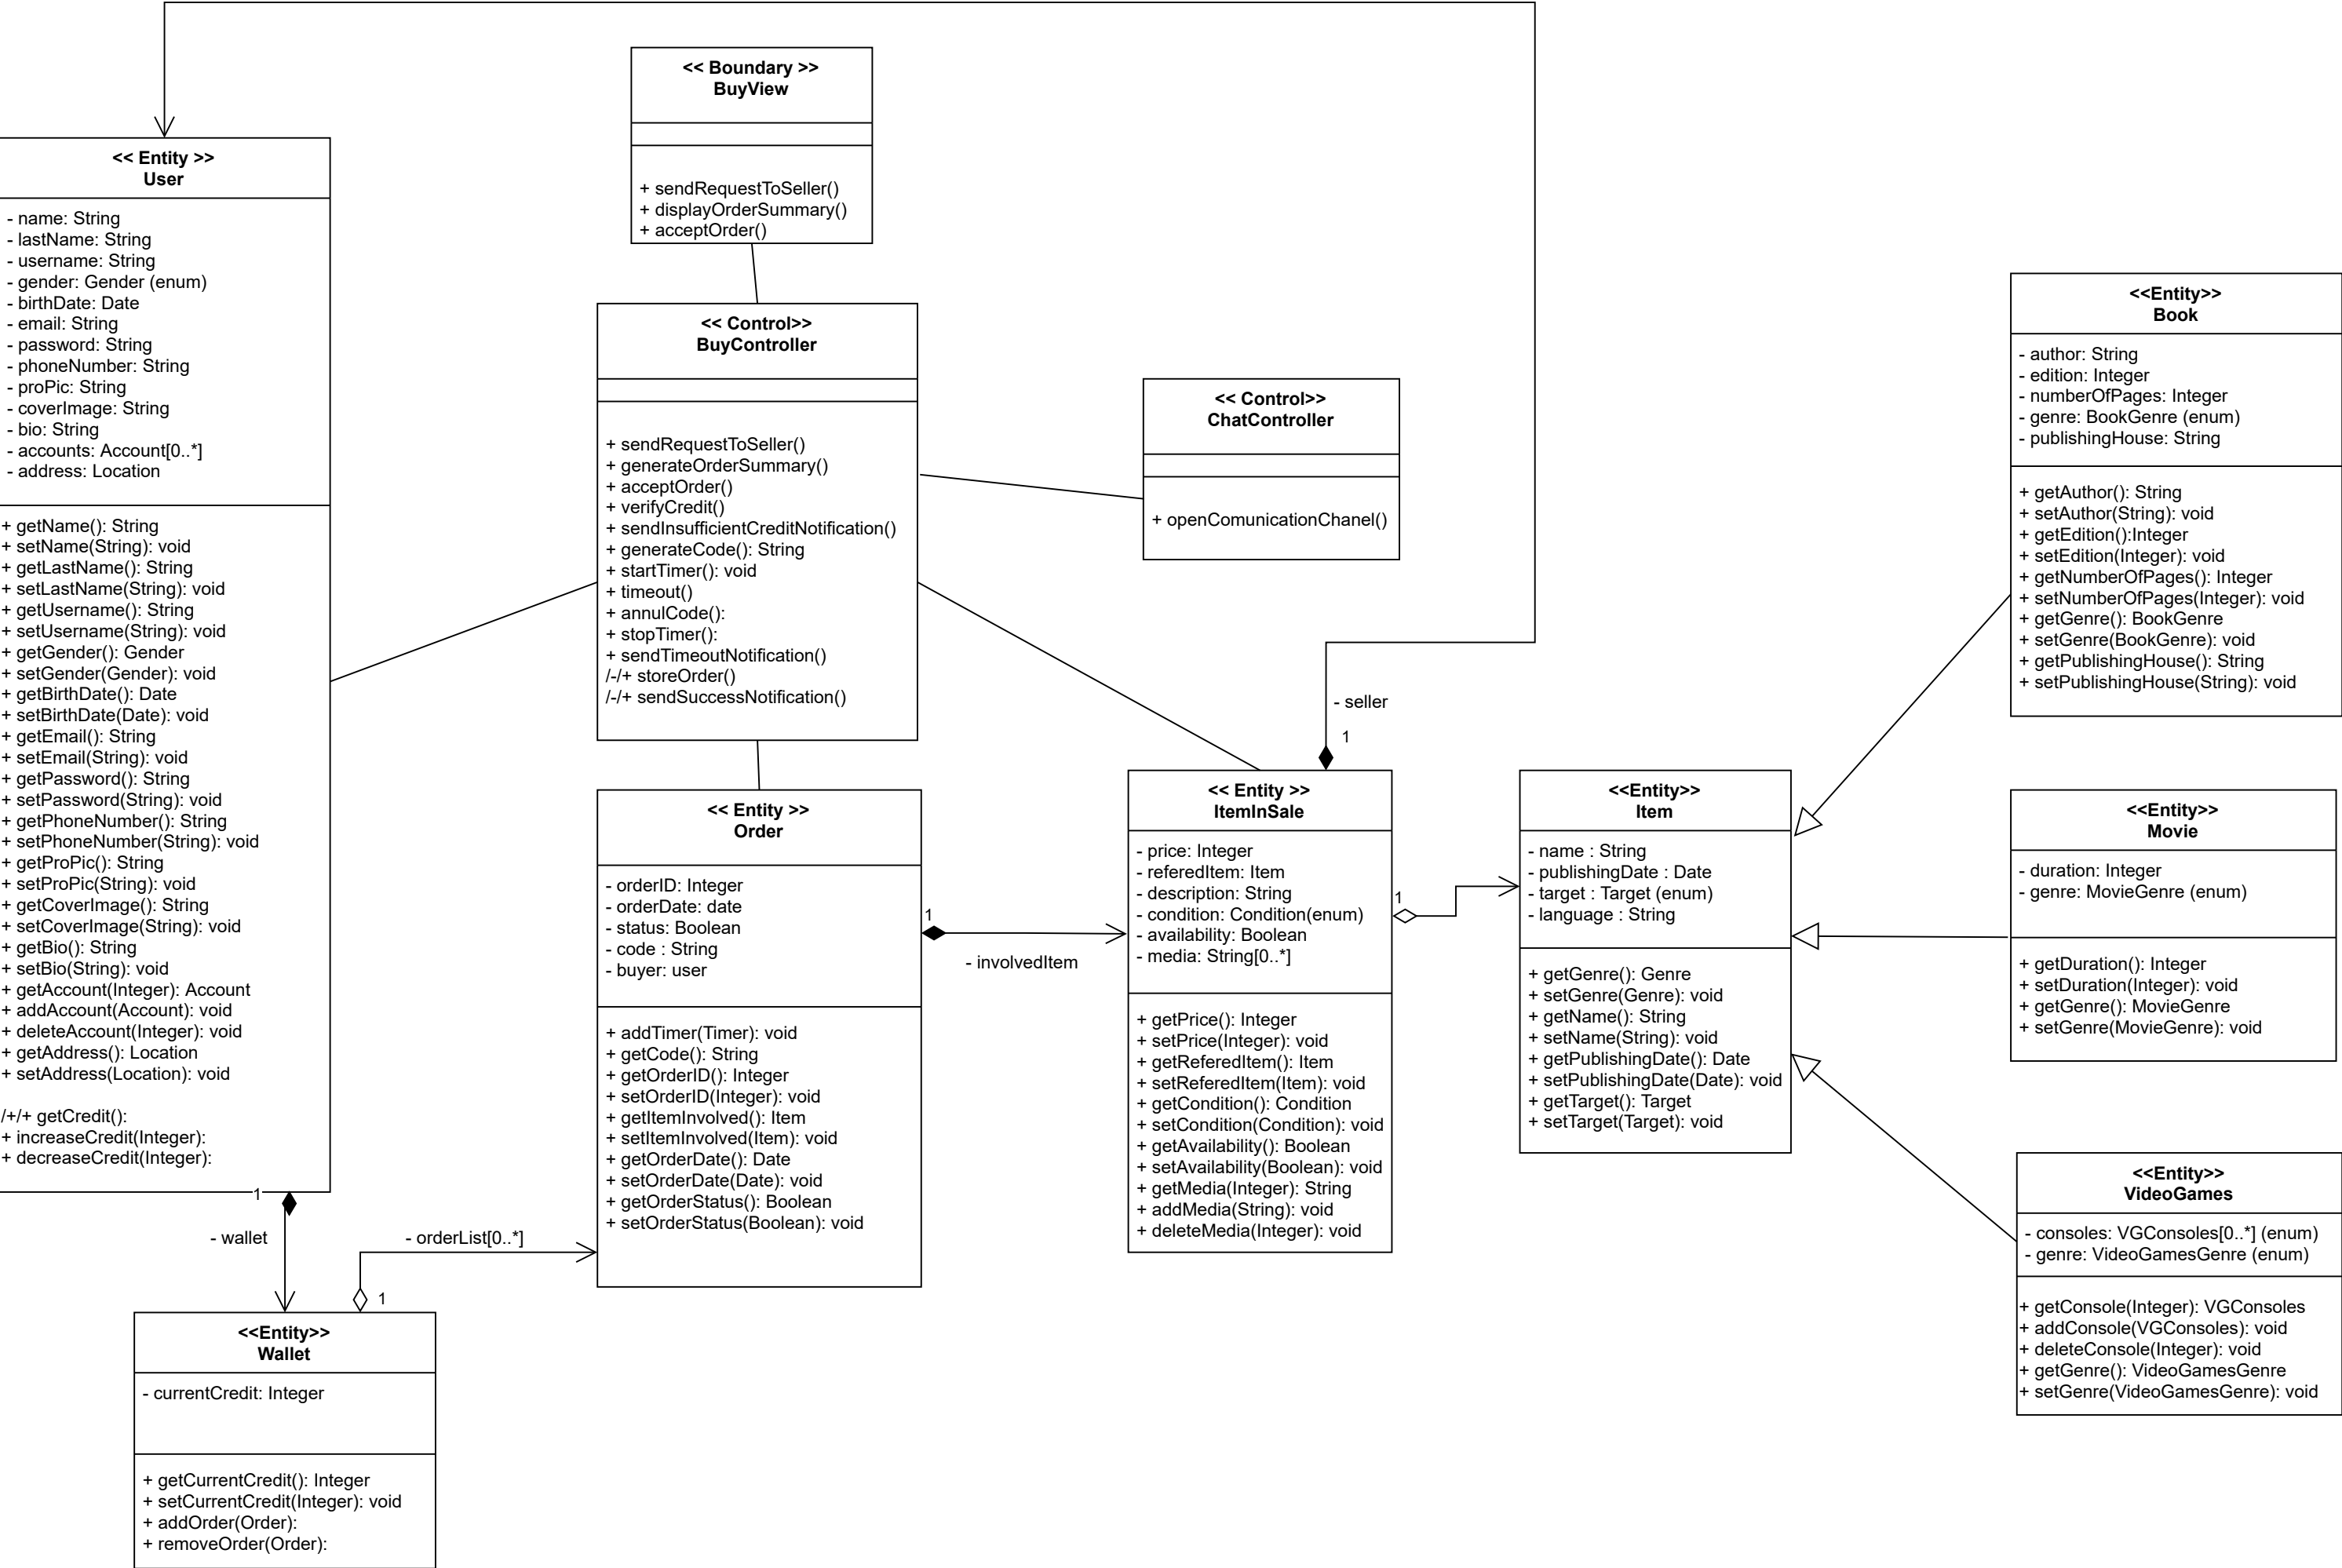 << Boundary >>
BuyView
+ sendRequestToSeller()
+ displayOrderSummary()
+ acceptOrder()
<< Entity >>
User
- name: String
- lastName: String
- username: String
- gender: Gender (enum)
- birthDate: Date
- email: String
- password: String
- phoneNumber: String
- proPic: String
- coverImage: String
- bio: String
- accounts: Account[0..*]
- address: Location
+ getName(): String
+ setName(String): void
+ getLastName(): String
+ setLastName(String): void
+ getUsername(): String
+ setUsername(String): void
+ getGender(): Gender
+ setGender(Gender): void
+ getBirthDate(): Date
+ setBirthDate(Date): void
+ getEmail(): String
+ setEmail(String): void
+ getPassword(): String
+ setPassword(String): void
+ getPhoneNumber(): String
+ setPhoneNumber(String): void
+ getProPic(): String
+ setProPic(String): void
+ getCoverImage(): String
+ setCoverImage(String): void
+ getBio(): String
+ setBio(String): void
+ getAccount(Integer): Account
+ addAccount(Account): void
+ deleteAccount(Integer): void
+ getAddress(): Location
+ setAddress(Location): void
/+/+ getCredit():
+ increaseCredit(Integer):
+ decreaseCredit(Integer):
1
- wallet
<< Control>>
BuyController
+ sendRequestToSeller()
+ generateOrderSummary()
+ acceptOrder()
+ verifyCredit()
+ sendInsufficientCreditNotification()
+ generateCode(): String
+ startTimer(): void
+ timeout()
+ annulCode():
+ stopTimer():
+ sendTimeoutNotification()
/-/+ storeOrder()
/-/+ sendSuccessNotification()
<< Control>>
ChatController
+ openComunicationChanel()
- seller
1
<< Entity >>
Order
- orderID: Integer
- orderDate: date
- status: Boolean
- code : String
- buyer: user
+ addTimer(Timer): void
+ getCode(): String
+ getOrderID(): Integer
+ setOrderID(Integer): void
+ getItemInvolved(): Item
+ setItemInvolved(Item): void
+ getOrderDate(): Date
+ setOrderDate(Date): void
+ getOrderStatus(): Boolean
+ setOrderStatus(Boolean): void
1
- involvedItem
- orderList[0..*]
1
<<Entity>>
Wallet
- currentCredit: Integer
+ getCurrentCredit(): Integer
+ setCurrentCredit(Integer): void
+ addOrder(Order):
+ removeOrder(Order):
<< Entity >>
ItemInSale
- price: Integer
- referedItem: Item
- description: String
- condition: Condition(enum)
- availability: Boolean
- media: String[0..*]
+ getPrice(): Integer
+ setPrice(Integer): void
+ getReferedItem(): Item
+ setReferedItem(Item): void
+ getCondition(): Condition
+ setCondition(Condition): void
+ getAvailability(): Boolean
+ setAvailability(Boolean): void
+ getMedia(Integer): String
+ addMedia(String): void
+ deleteMedia(Integer): void
1
<<Entity>>
Item
- name : String
- publishingDate : Date
- target : Target (enum)
- language : String
+ getGenre(): Genre
+ setGenre(Genre): void
+ getName(): String
+ setName(String): void
+ getPublishingDate(): Date
+ setPublishingDate(Date): void
+ getTarget(): Target
+ setTarget(Target): void
<<Entity>>
Book
- author: String
- edition: Integer
- numberOfPages: Integer
- genre: BookGenre (enum)
- publishingHouse: String
+ getAuthor(): String
+ setAuthor(String): void
+ getEdition():Integer
+ setEdition(Integer): void
+ getNumberOfPages(): Integer
+ setNumberOfPages(Integer): void
+ getGenre(): BookGenre
+ setGenre(BookGenre): void
+ getPublishingHouse(): String
+ setPublishingHouse(String): void
<<Entity>>
Movie
- duration: Integer
- genre: MovieGenre (enum)
+ getDuration(): Integer
+ setDuration(Integer): void
+ getGenre(): MovieGenre
+ setGenre(MovieGenre): void
<<Entity>>
VideoGames
- consoles: VGConsoles[0..*] (enum)
- genre: VideoGamesGenre (enum)
+ getConsole(Integer): VGConsoles
+ addConsole(VGConsoles): void
+ deleteConsole(Integer): void
+ getGenre(): VideoGamesGenre
+ setGenre(VideoGamesGenre): void